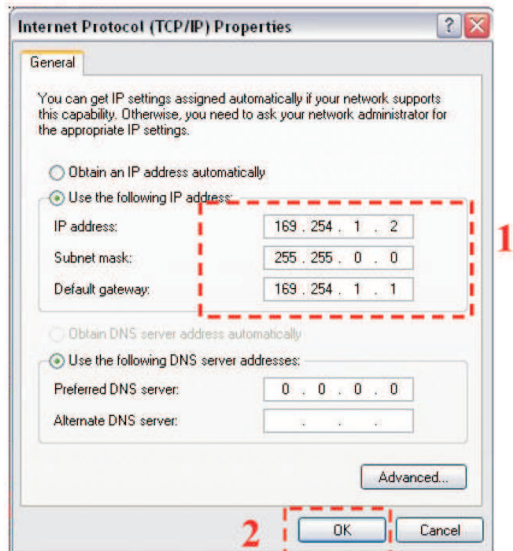 Internet Protocol (TCP/IP) Properties
General
You can get IP settings assigned automatically if your network supports
this capability. Otherwise, you need to ask your network administrator for
the appropriate IP settings.
Obtain an IP address automatically
Use the following IP address:
IP address: 169 . 254 . 1 . 2
Subnet mask: 255 . 255 . 0 . 0
Default gateway: 169 . 254 . 1 . 1
1
Obtain DNS server address automatically
Use the following DNS server addresses:
Preferred DNS server: 0 . 0 . 0 . 0
Alternate DNS server: . . .
Advanced...
2
OK Cancel